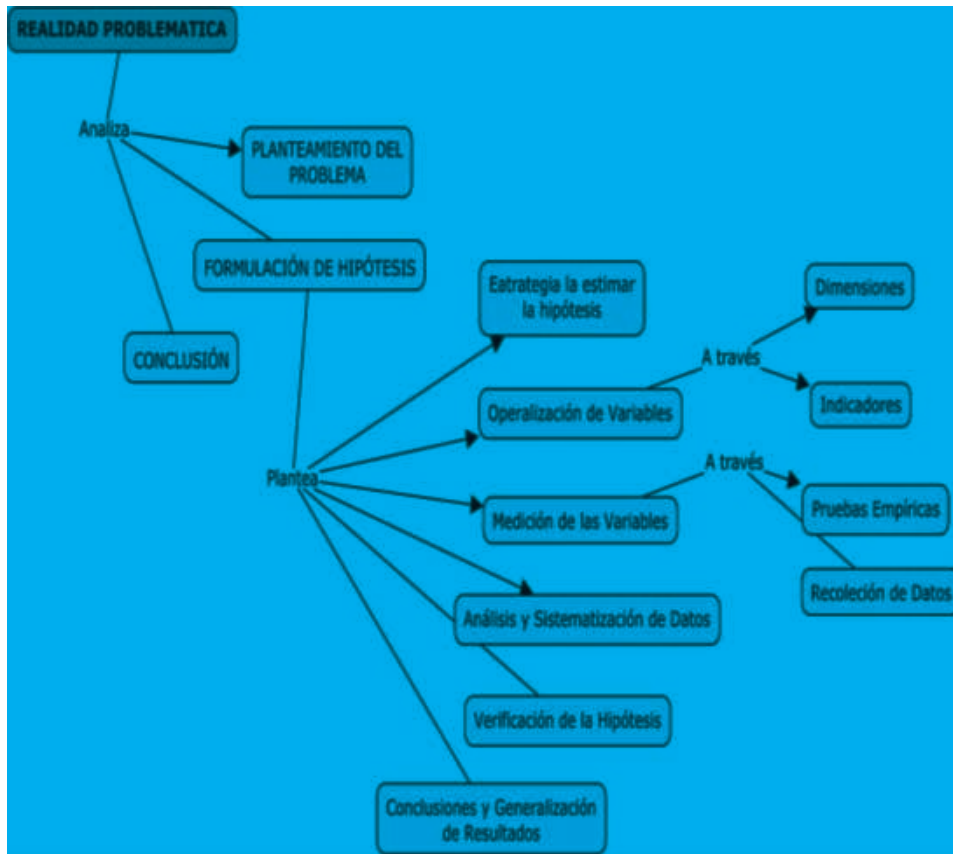 REALIDAD PROBLEMATICA
Analiza
PLANTEAMIENTO DEL
PROBLEMA
FORMULACIÓN DE HIPÓTESIS
CONCLUSIÓN
Plantea
Eatrategia la estimar
la hipótesis
Operalización de Variables
A través
Dimensiones
Indicadores
Medición de las Variables
A través
Pruebas Empíricas
Recoleción de Datos
Análisis y Sistematización de Datos
Verificación de la Hipótesis
Conclusiones y Generalización
de Resultados